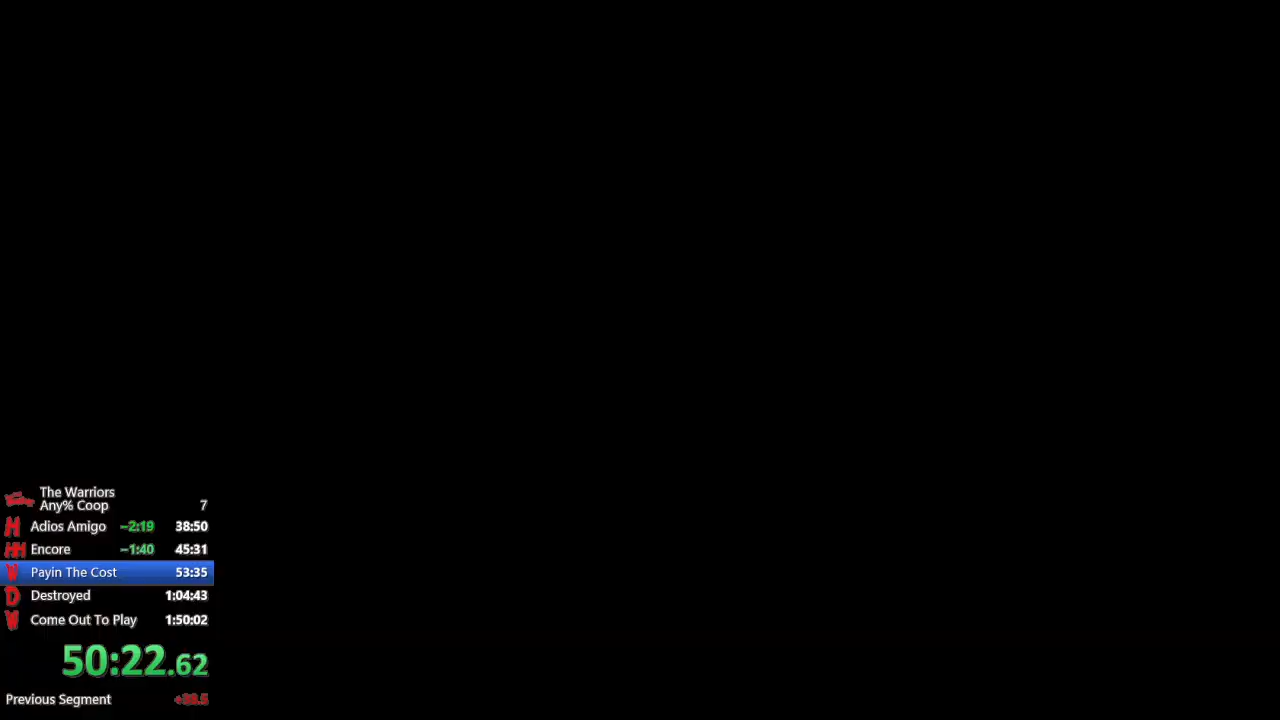 The Warriors
Any% Coop 7
M Adios Amigo −2:19 38:50
HH Encore −1:40 45:31
W Payin The Cost 53:35
D Destroyed 1:04:43
W Come Out To Play 1:50:02
50:22.62
Previous Segment